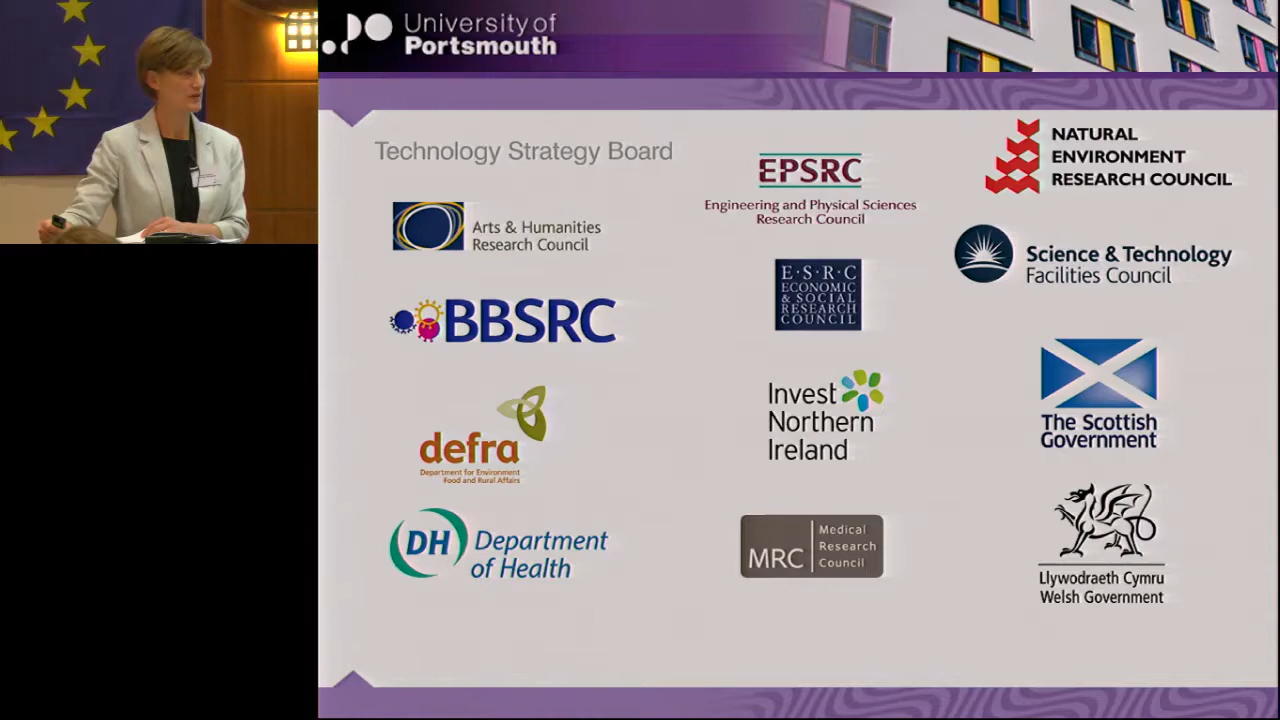 University of
Portsmouth
Technology Strategy Board
Arts & Humanities
Research Council
BBSRC
defra
Department for Environment
Food and Rural Affairs
DH Department
of Health
EPSRC
Engineering and Physical Sciences
Research Council
E·S·R·C
ECONOMIC
& SOCIAL
RESEARCH
COUNCIL
Invest
Northern
Ireland
MRC
Medical
Research
Council
NATURAL
ENVIRONMENT
RESEARCH COUNCIL
Science & Technology
Facilities Council
The Scottish
Government
Llywodraeth Cymru
Welsh Government